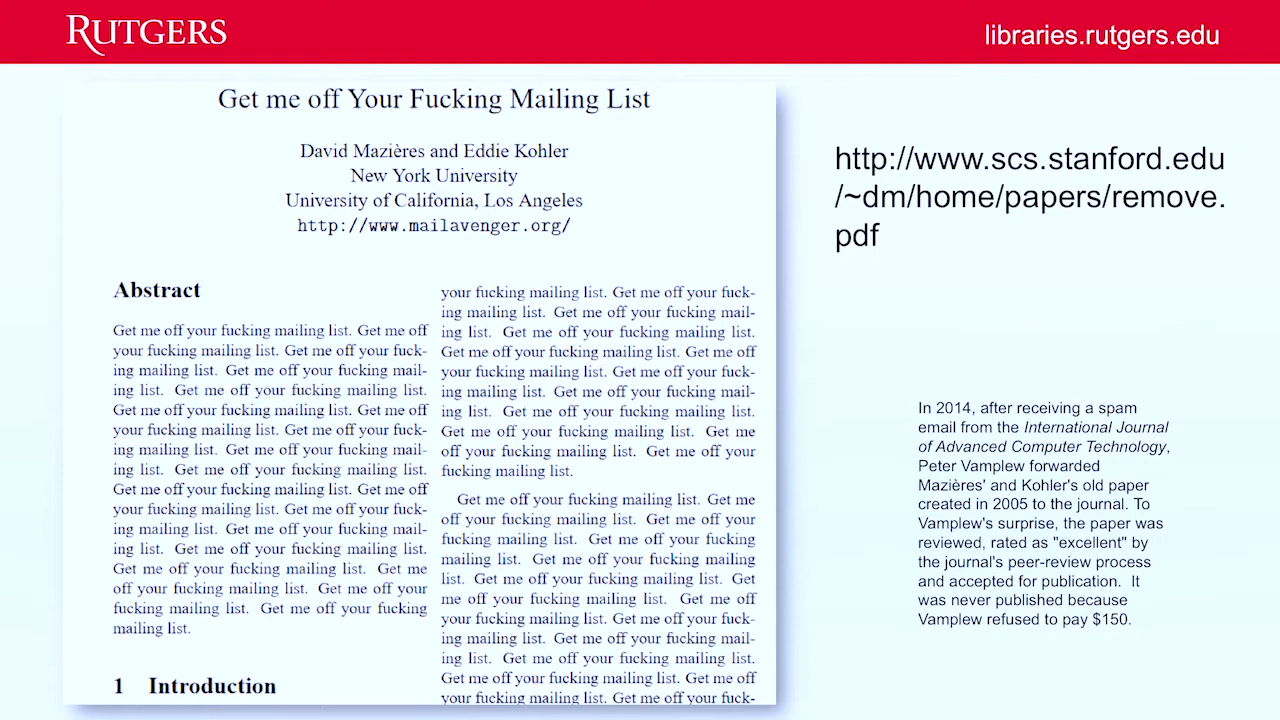 RUTGERS
libraries.rutgers.edu
Get me off Your Fucking Mailing List
David Mazières and Eddie Kohler
New York University
University of California, Los Angeles
http://www.mailavenger.org/
Abstract
Get me off your fucking mailing list. Get me off
your fucking mailing list. Get me off your fuck-
ing mailing list. Get me off your fucking mail-
ing list. Get me off your fucking mailing list.
Get me off your fucking mailing list. Get me off
your fucking mailing list. Get me off your fuck-
ing mailing list. Get me off your fucking mail-
ing list. Get me off your fucking mailing list.
Get me off your fucking mailing list. Get me off
your fucking mailing list. Get me off your fuck-
ing mailing list. Get me off your fucking mail-
ing list. Get me off your fucking mailing list.
Get me off your fucking mailing list. Get me
off your fucking mailing list. Get me off your
fucking mailing list. Get me off your fucking
mailing list.
1 Introduction
your fucking mailing list. Get me off your fuck-
ing mailing list. Get me off your fucking mail-
ing list. Get me off your fucking mailing list.
Get me off your fucking mailing list. Get me off
your fucking mailing list. Get me off your fuck-
ing mailing list. Get me off your fucking mail-
ing list. Get me off your fucking mailing list.
Get me off your fucking mailing list. Get me
off your fucking mailing list. Get me off your
fucking mailing list.
Get me off your fucking mailing list. Get me
off your fucking mailing list. Get me off your
fucking mailing list. Get me off your fucking
mailing list. Get me off your fucking mailing
list. Get me off your fucking mailing list. Get
me off your fucking mailing list. Get me off
your fucking mailing list. Get me off your fuck-
ing mailing list. Get me off your fucking mail-
ing list. Get me off your fucking mailing list.
Get me off your fucking mailing list. Get me off
your fucking mailing list. Get me off your fuck-
http://www.scs.stanford.edu
/~dm/home/papers/remove.
pdf
In 2014, after receiving a spam
email from the International Journal
of Advanced Computer Technology,
Peter Vamplew forwarded
Mazières' and Kohler's old paper
created in 2005 to the journal. To
Vamplew's surprise, the paper was
reviewed, rated as "excellent" by
the journal's peer-review process
and accepted for publication. It
was never published because
Vamplew refused to pay $150.